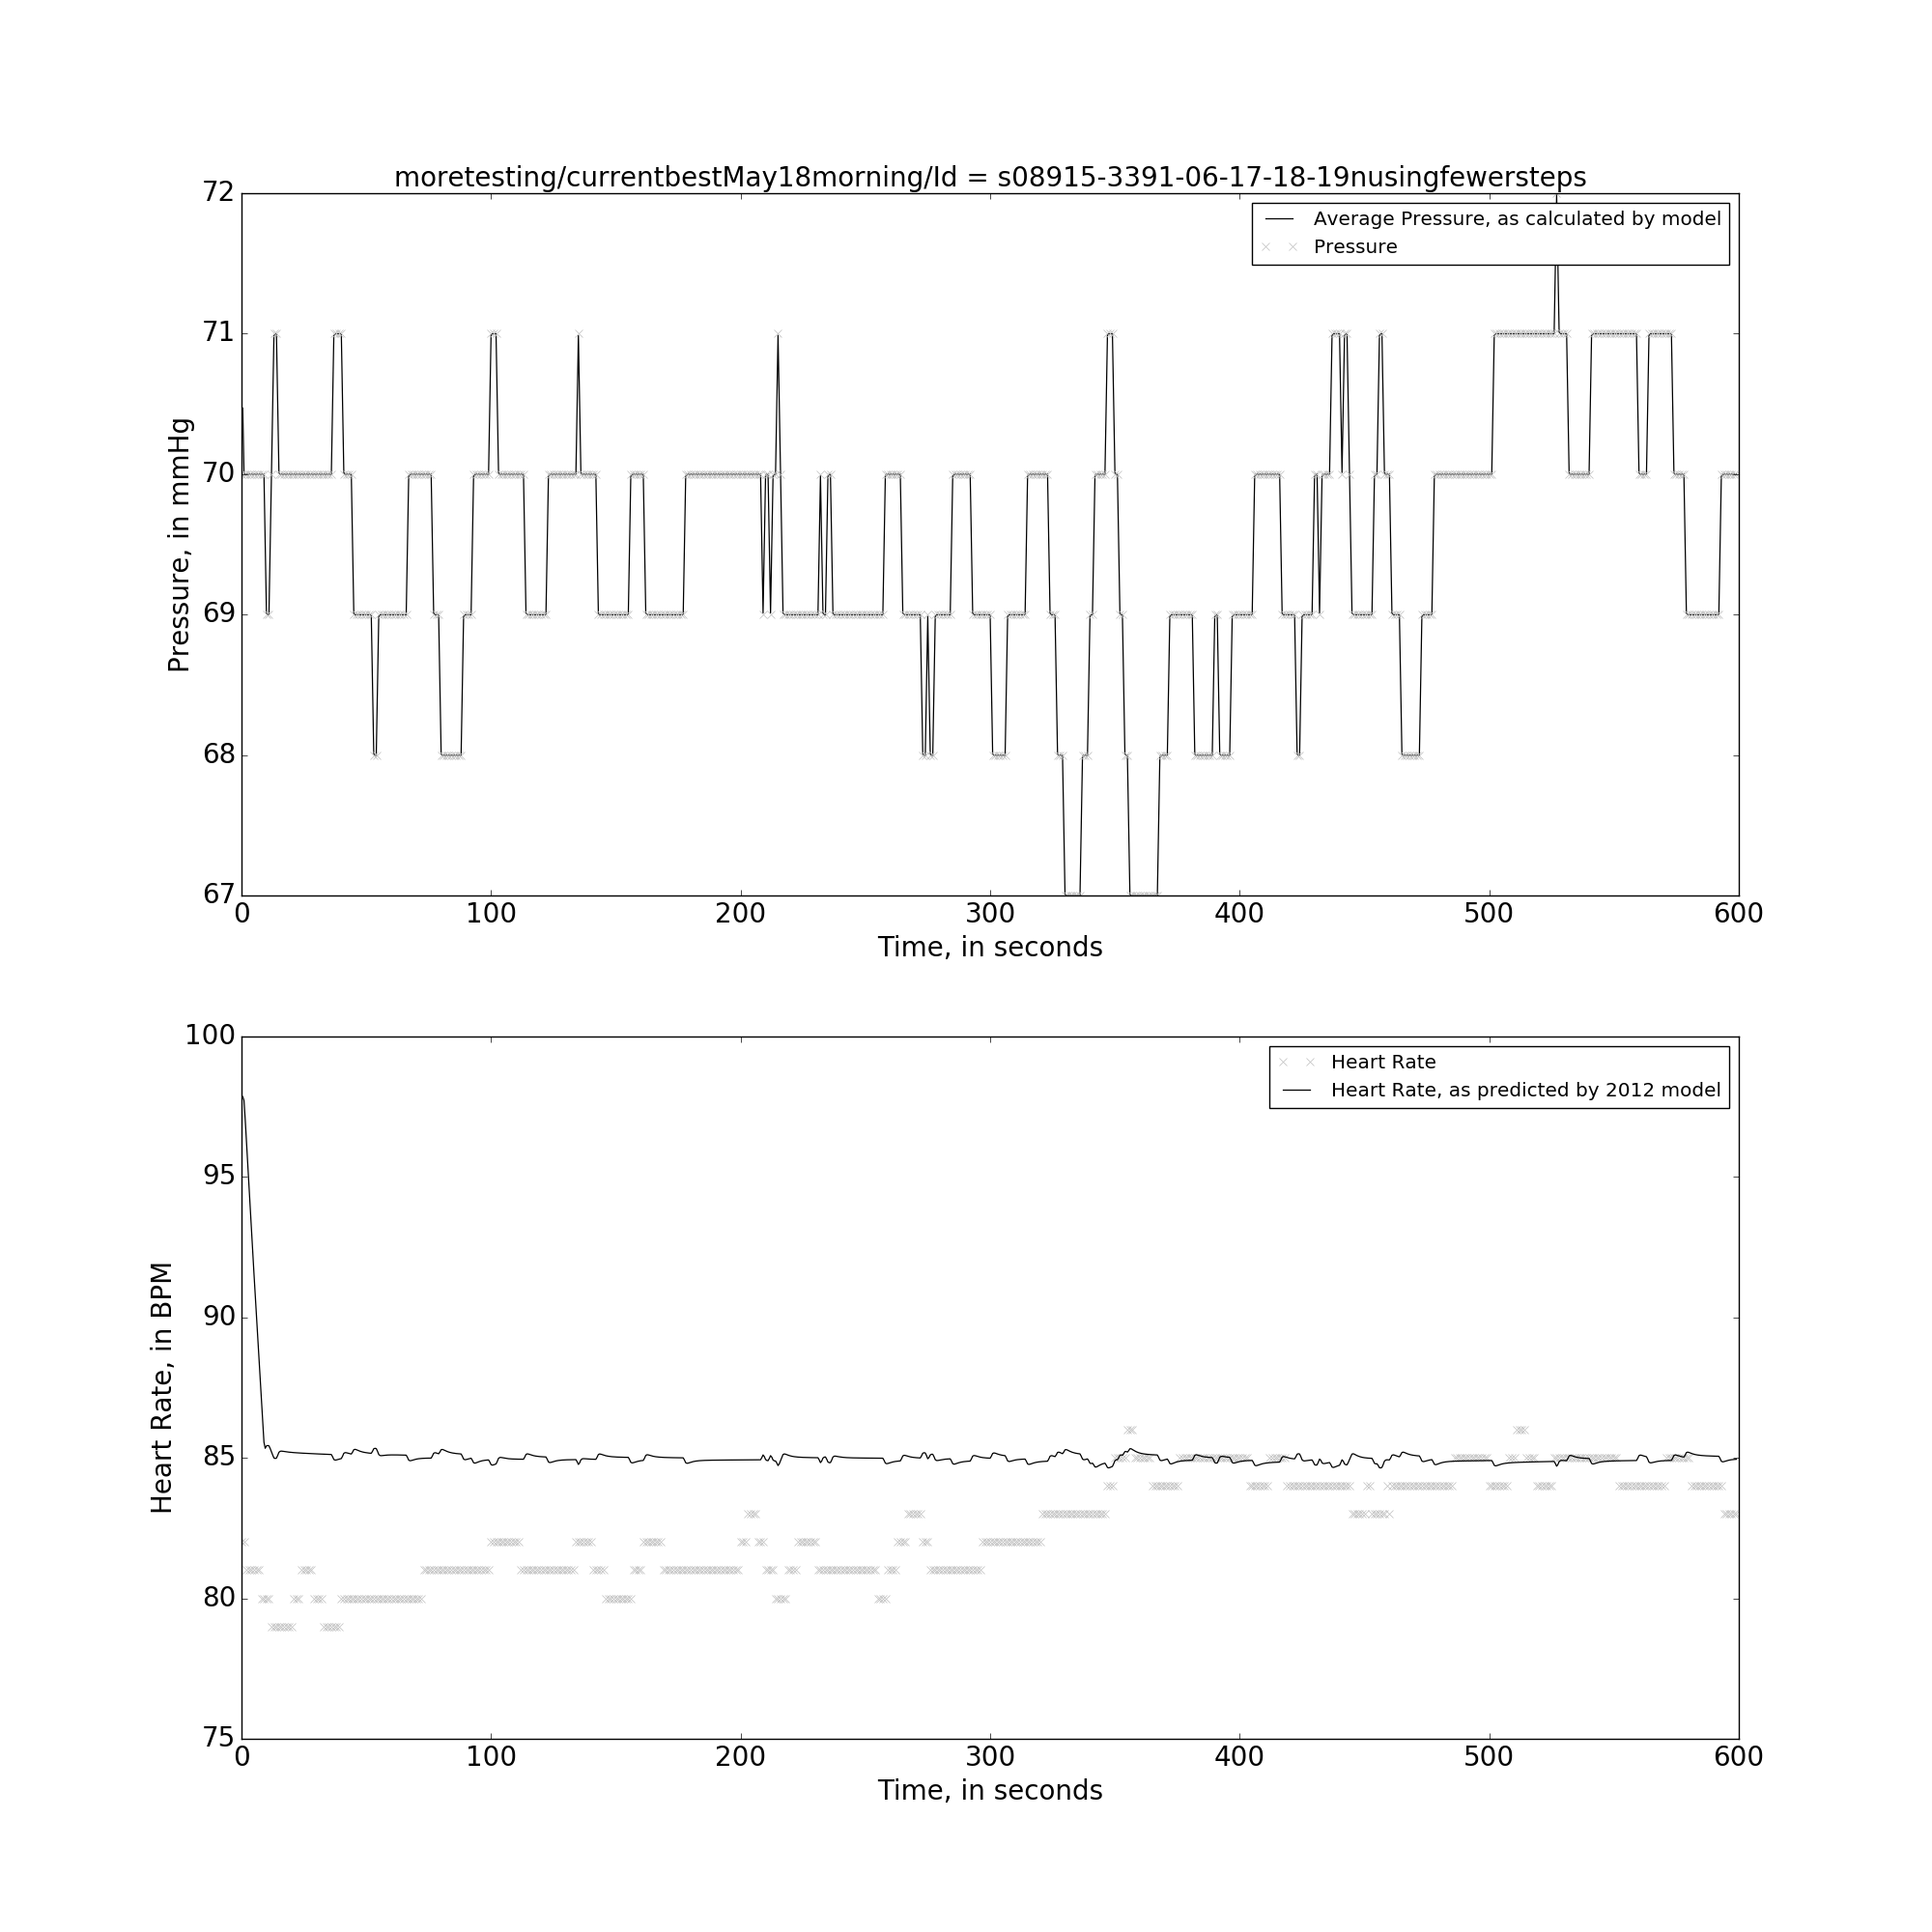 moretesting/currentbestMay18morning/Id = s08915-3391-06-17-18-19nusingfewersteps
72
71
70
69
68
67
Pressure, in mmHg
Average Pressure, as calculated by model
Pressure
0 100 200 300 400 500 600
Time, in seconds
100
95
90
85
80
75
Heart Rate, in BPM
Heart Rate
Heart Rate, as predicted by 2012 model
0 100 200 300 400 500 600
Time, in seconds